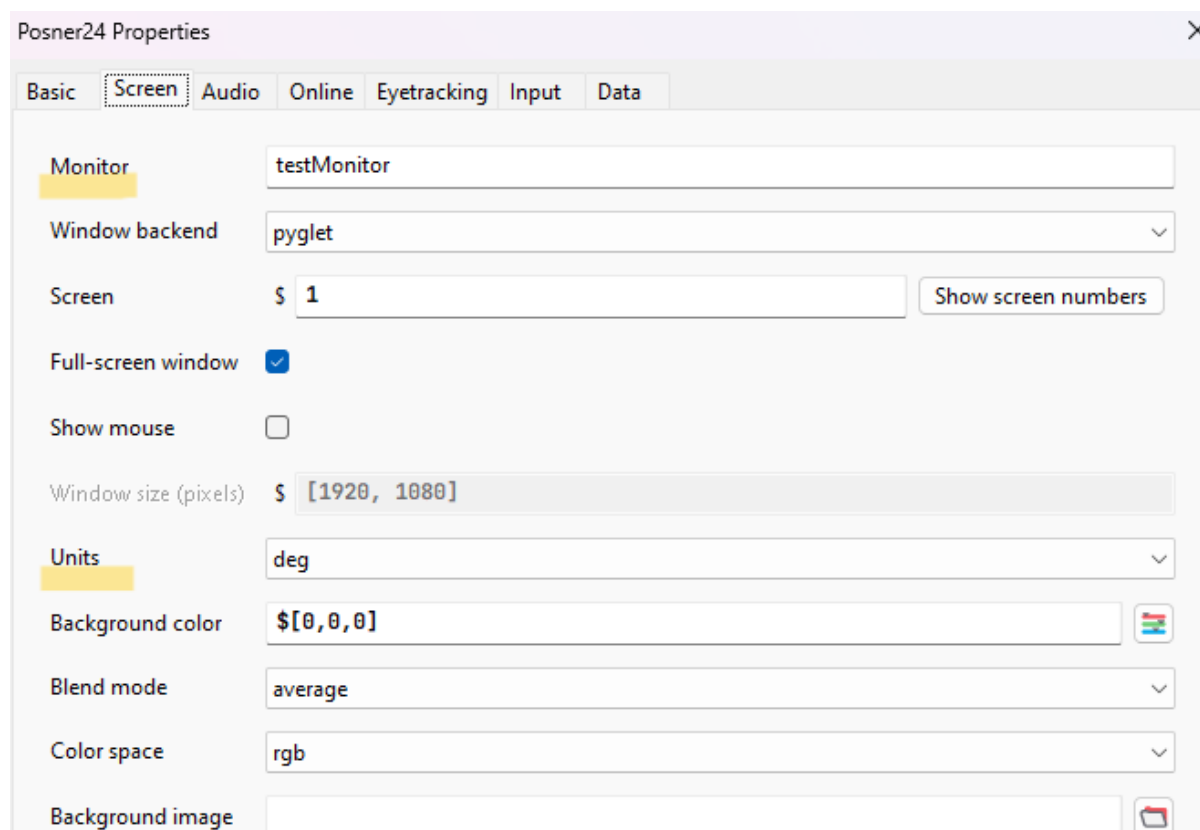 Posner24 Properties
Basic Screen Audio Online Eyetracking Input Data
Monitor testMonitor
Window backend pyglet
Screen $ 1 Show screen numbers
Full-screen window
Show mouse
Window size (pixels) $ [1920, 1080]
Units deg
Background color $[0,0,0]
Blend mode average
Color space rgb
Background image